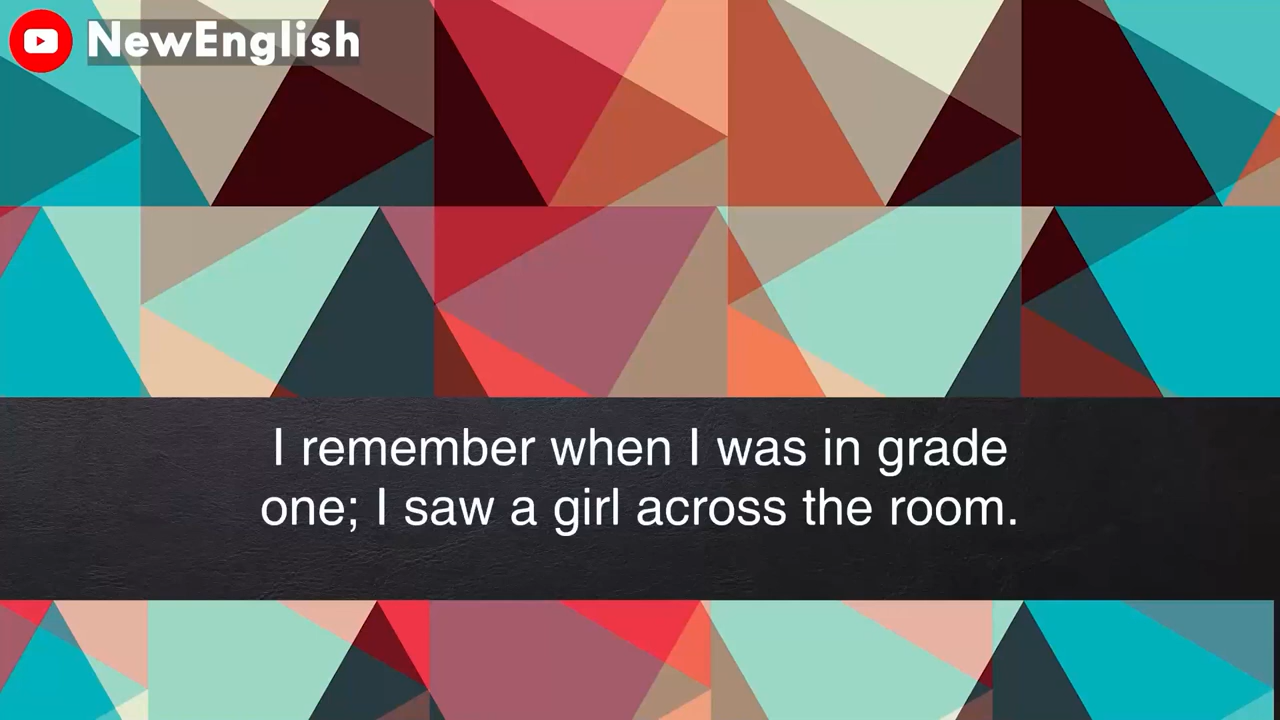 NewEnglish
I remember when I was in grade
one; I saw a girl across the room.